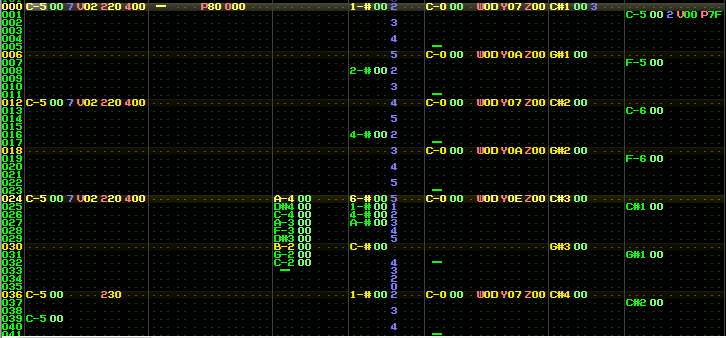 000 C-5 00 7 V02 220 400 — P80 000 1-# 00 2 C-0 00 W0D Y07 Z00 C#1 00 3
001 C-5 00 2 V00 P7F
002 3
003
004 4
005 —
006 5 C-0 00 W0D Y0A Z00 G#1 00
007 F-5 00
008 2-# 00 2
009
010 3
011 —
012 C-5 00 7 V02 220 400 4 C-0 00 W0D Y07 Z00 C#2 00
013 C-6 00
014 5
015
016 4-# 00 2
017 —
018 3 C-0 00 W0D Y0A Z00 G#2 00
019 F-6 00
020 4
021
022 5
023 —
024 C-5 00 7 V02 220 400 A-4 00 6-# 00 5 C-0 00 W0D Y0E Z00 C#3 00
025 D#4 00 1-# 00 1 C#1 00
026 C-4 00 4-# 00 2
027 A-3 00 A-# 00 3
028 F-3 00 4
029 D#3 00 5
030 B-2 00 C-# 00 G#3 00
031 G-2 00 G#1 00
032 C-2 00 4 —
033 — 3
034 2
035 0
036 C-5 00 230 1-# 00 2 C-0 00 W0D Y07 Z00 C#4 00
037 C#2 00
038 3
039 C-5 00
040 4
041 —